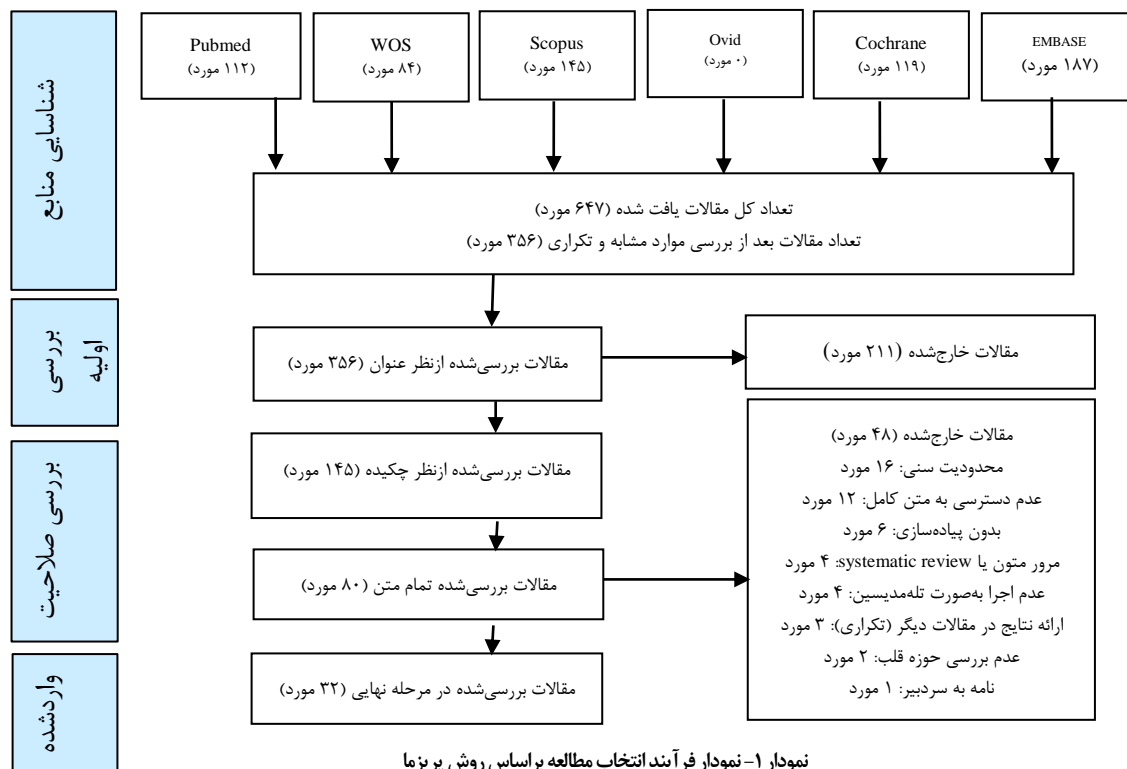 شناسایی منابع
Pubmed
(۱۱۲ مورد)
WOS
(۸۴ مورد)
Scopus
(۱۴۵ مورد)
Ovid
(۰ مورد)
Cochrane
(۱۱۹ مورد)
EMBASE
(۱۸۷ مورد)
تعداد کل مقالات یافت شده (۶۴۷ مورد)
تعداد مقالات بعد از بررسی موارد مشابه و تکراری (۳۵۶ مورد)
بررسی
اولیه
مقالات بررسی‌شده ازنظر عنوان (۳۵۶ مورد)
مقالات خارج‌شده (۲۱۱ مورد)
بررسی صلاحیت
مقالات بررسی‌شده ازنظر چکیده (۱۴۵ مورد)
مقالات بررسی‌شده تمام متن (۸۰ مورد)
مقالات خارج‌شده (۴۸ مورد)
محدودیت سنی: ۱۶ مورد
عدم دسترسی به متن کامل: ۱۲ مورد
بدون پیاده‌سازی: ۶ مورد
مرور متون یا systematic review: ۴ مورد
عدم اجرا به‌صورت تله‌مدیسین: ۴ مورد
ارائه نتایج در مقالات دیگر (تکراری): ۳ مورد
عدم بررسی حوزه قلب: ۲ مورد
نامه به سردبیر: ۱ مورد
واردشده
مقالات بررسی‌شده در مرحله نهایی (۳۲ مورد)
نمودار ۱- نمودار فرآیند انتخاب مطالعه براساس روش پریزما